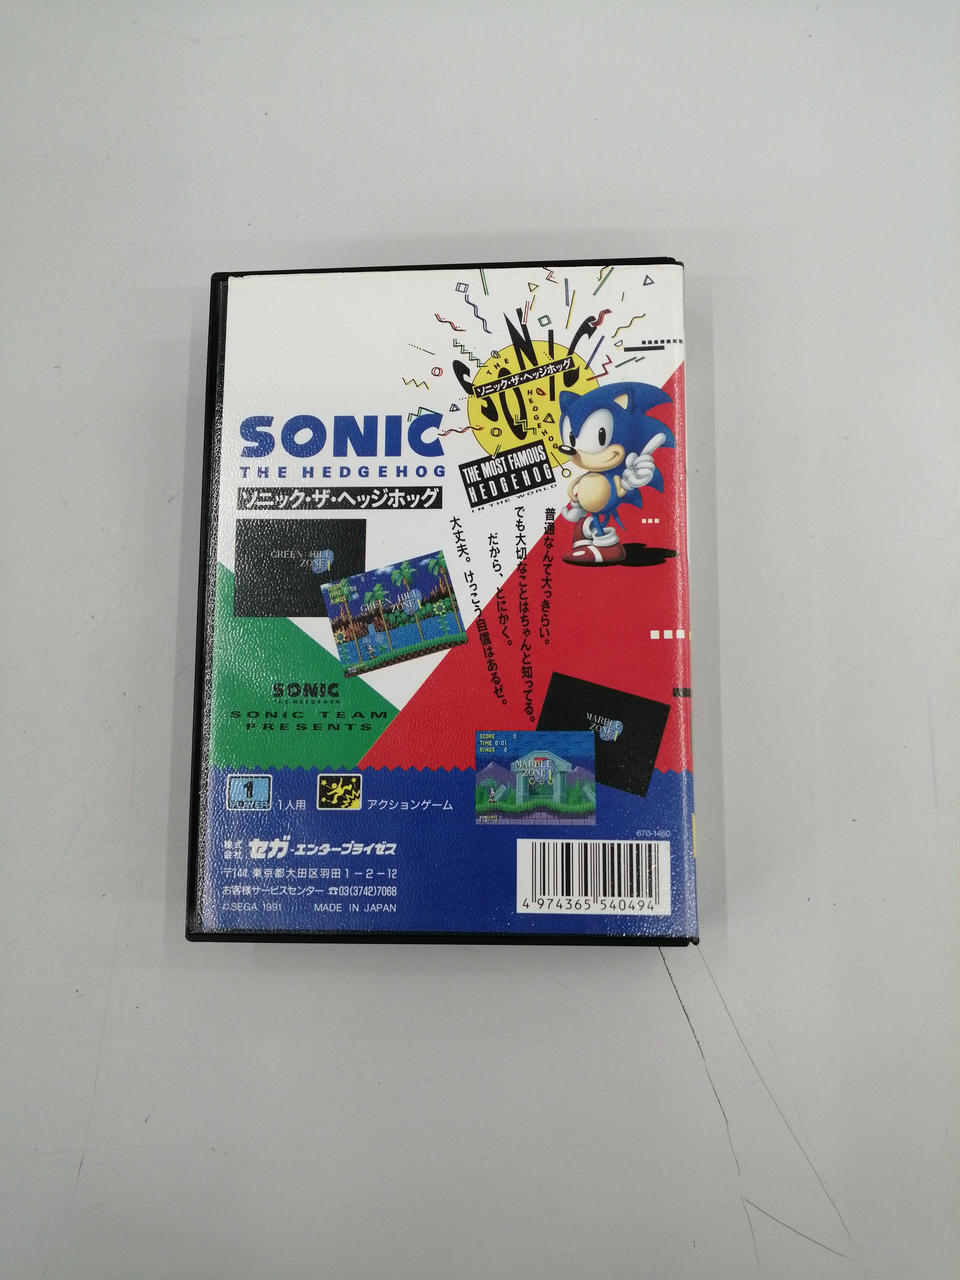 SONIC
THE HEDGEHOG
ソニック・ザ・ヘッジホッグ
THE
SONIC
ソニック・ザ・ヘッジホッグ
HEDGEHOG
THE MOST FAMOUS
HEDGEHOG
IN THE WORLD
普通なんて大っきらい。
でも大切なことはちゃんと知ってる。
だから、とにかく。
大丈夫。けっこう自信はあるゼ。
GREEN HILL
ZONE
GREEN HILL
ZONE
SONIC
THE HEDGEHOG
SONIC TEAM
PRESENTS
MARBLE
ZONE
SCORE 0
TIME 0:01
RINGS 0
MARBLE
ZONE
1
PLAYER
1人用
アクションゲーム
670-1460
株式会社 セガ・エンタープライゼス
〒144 東京都大田区羽田1-2-12
お客様サービスセンター ☎03(3742)7068
©SEGA 1991 MADE IN JAPAN
4 974365 540494